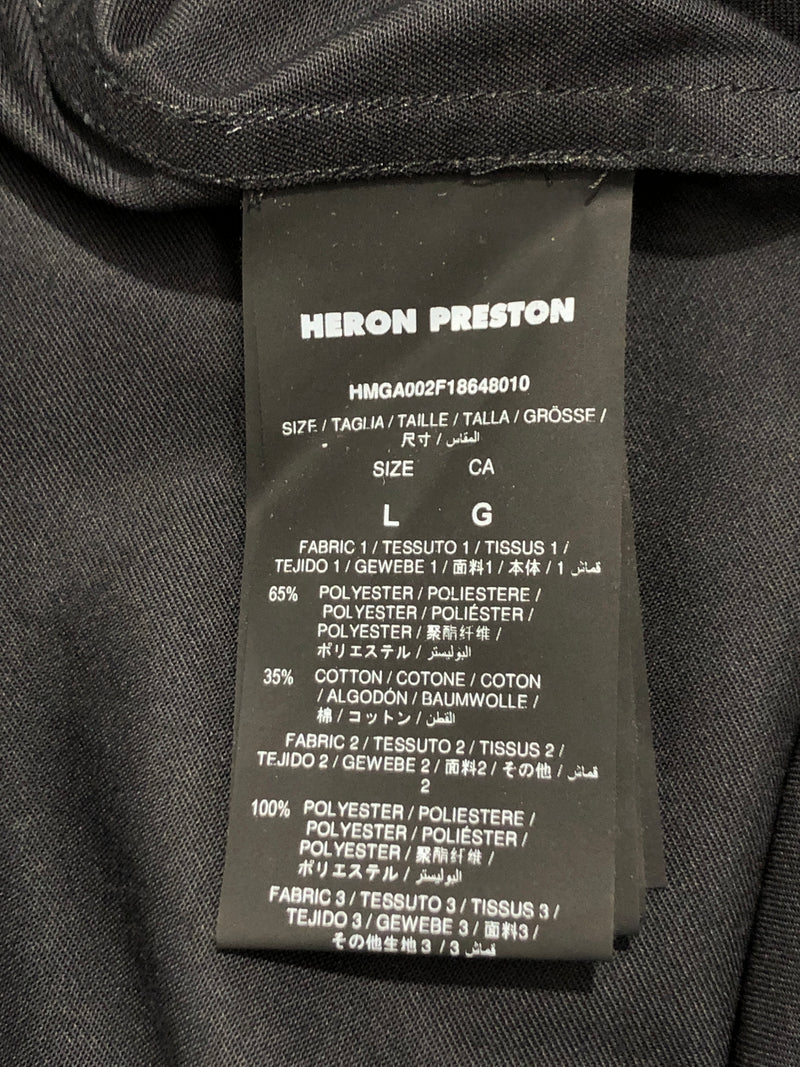 HERON PRESTON
HMGA002F18648010
SIZE / TAGLIA / TAILLE / TALLA / GRÖSSE /
尺寸 / المقاس
SIZE CA
L G
FABRIC 1 / TESSUTO 1 / TISSUS 1 /
TEJIDO 1 / GEWEBE 1 / 面料1 / 本体 / 1 قماش
65% POLYESTER / POLIESTERE /
POLYESTER / POLIÉSTER /
POLYESTER / 聚酯纤维 /
ポリエステル / البوليستر
35% COTTON / COTONE / COTON
/ ALGODÓN / BAUMWOLLE /
棉 / コットン / القطن
FABRIC 2 / TESSUTO 2 / TISSUS 2 /
TEJIDO 2 / GEWEBE 2 / 面料2 / その他 / قماش
2
100% POLYESTER / POLIESTERE /
POLYESTER / POLIÉSTER /
POLYESTER / 聚酯纤维 /
ポリエステル / البوليستر
FABRIC 3 / TESSUTO 3 / TISSUS 3 /
TEJIDO 3 / GEWEBE 3 / 面料3 /
その他生地 3 / 3 قماش